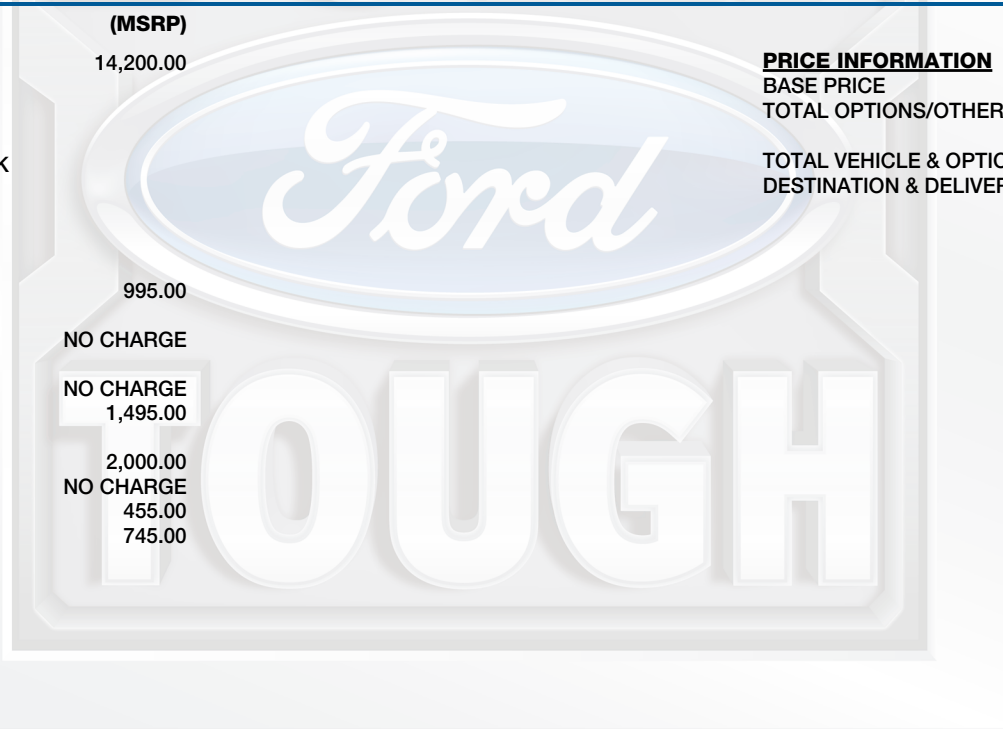 (MSRP)
14,200.00
K
995.00
NO CHARGE
NO CHARGE
1,495.00
2,000.00
NO CHARGE
455.00
745.00
Ford
TOUGH
PRICE INFORMATION
BASE PRICE
TOTAL OPTIONS/OTHER
TOTAL VEHICLE & OPTIO
DESTINATION & DELIVER